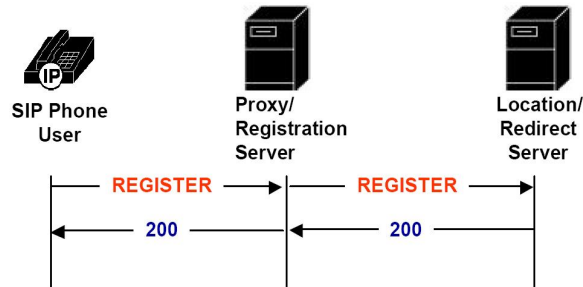 IP
SIP Phone
User
Proxy/
Registration
Server
Location/
Redirect
Server
REGISTER
REGISTER
200
200